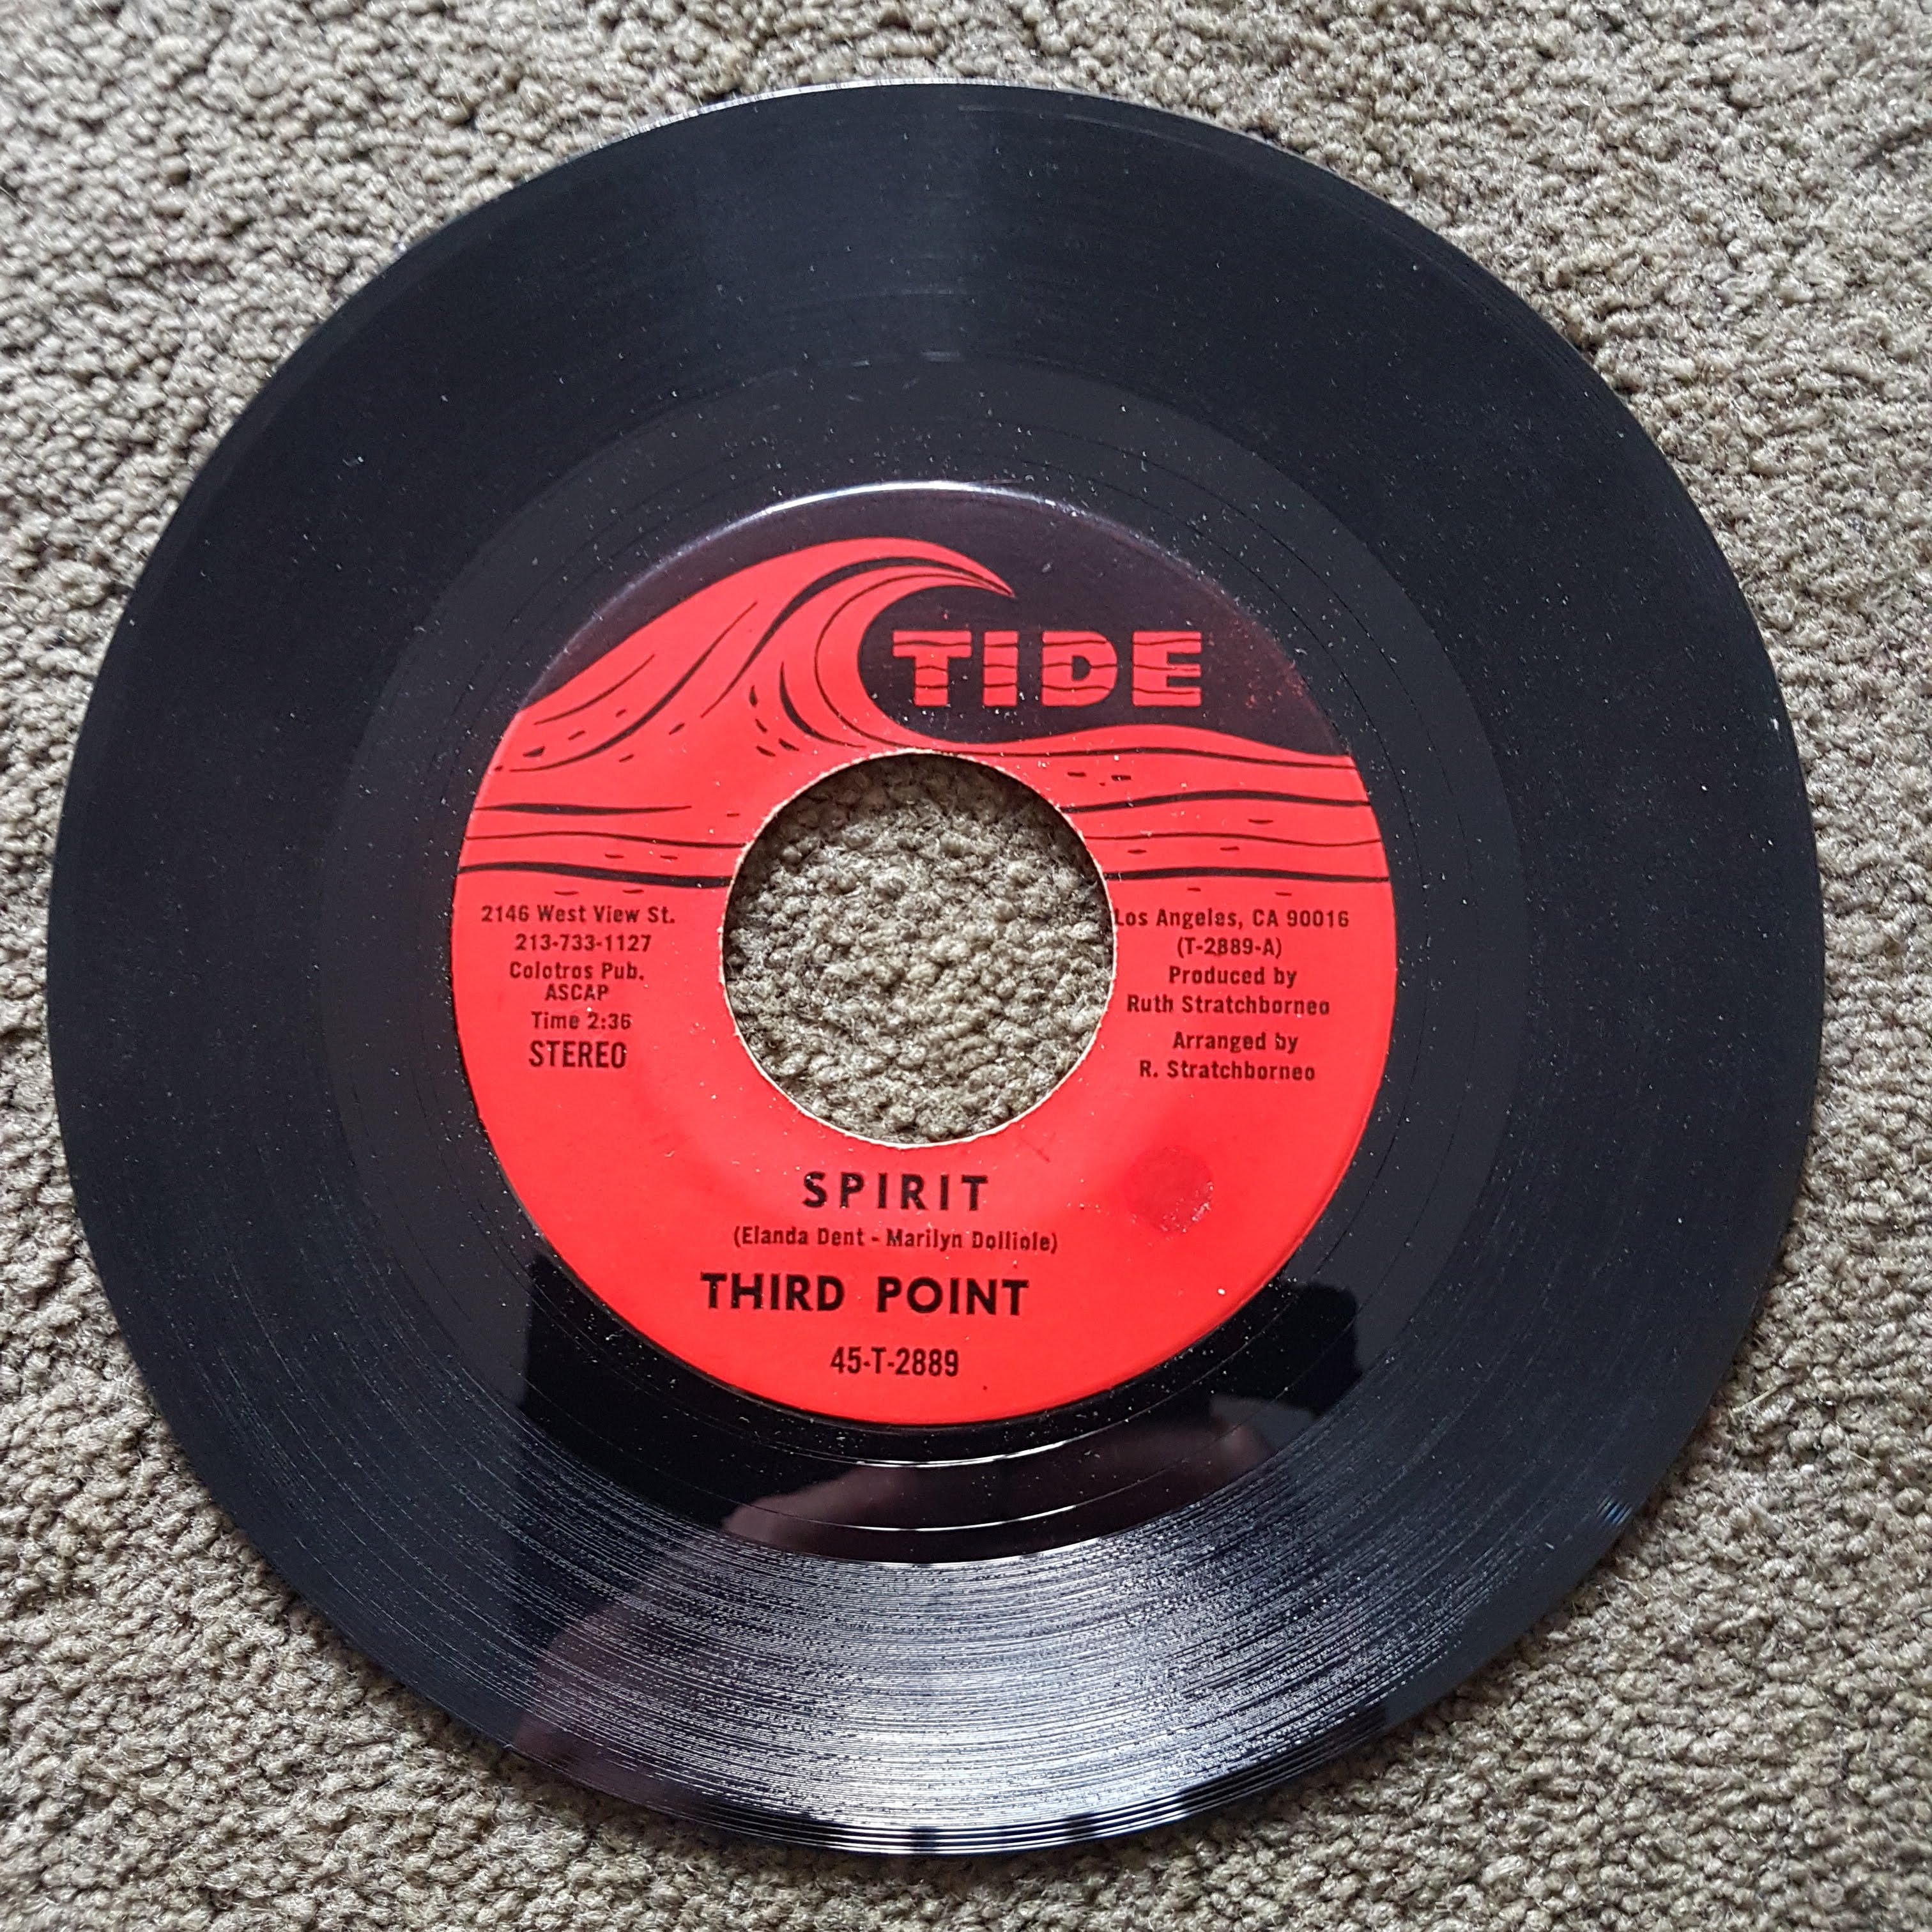 TIDE
2146 West View St.
213-733-1127
Colotros Pub.
ASCAP
Time 2:36
STEREO
Los Angeles, CA 90016
(T-2889-A)
Produced by
Ruth Stratchborneo
Arranged by
R. Stratchborneo
SPIRIT
(Elanda Dent - Marilyn Dolliole)
THIRD POINT
45-T-2889